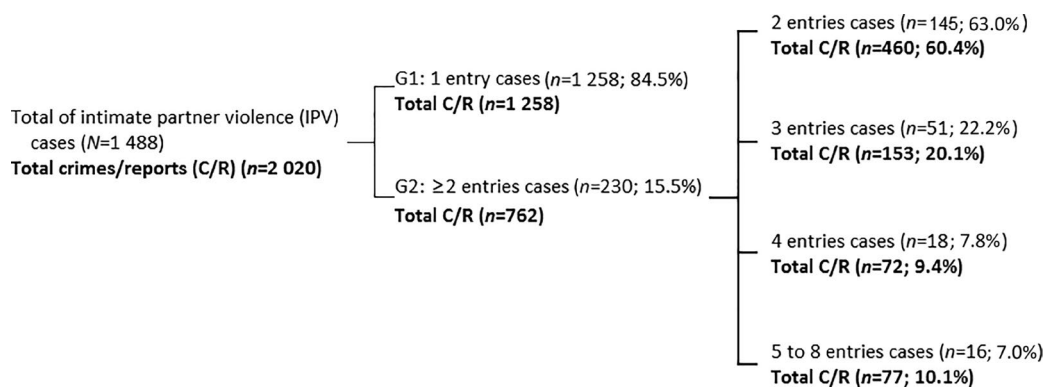 Total of intimate partner violence (IPV)
cases (N=1 488)
Total crimes/reports (C/R) (n=2 020)
G1: 1 entry cases (n=1 258; 84.5%)
Total C/R (n=1 258)
G2: ≥2 entries cases (n=230; 15.5%)
Total C/R (n=762)
2 entries cases (n=145; 63.0%)
Total C/R (n=460; 60.4%)
3 entries cases (n=51; 22.2%)
Total C/R (n=153; 20.1%)
4 entries cases (n=18; 7.8%)
Total C/R (n=72; 9.4%)
5 to 8 entries cases (n=16; 7.0%)
Total C/R (n=77; 10.1%)